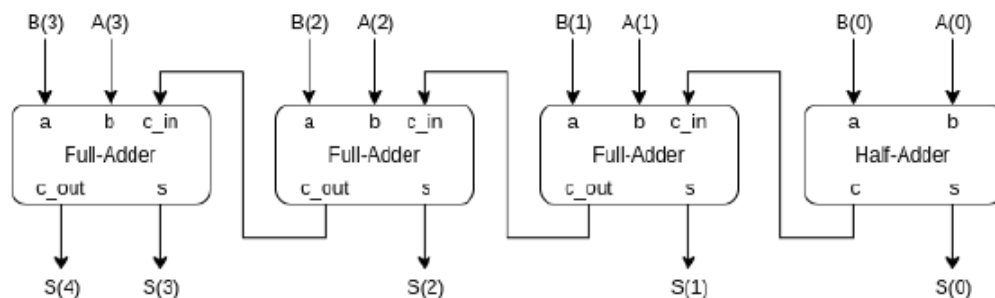 B(3) A(3) B(2) A(2) B(1) A(1) B(0) A(0)
a b c_in a b c_in a b c_in a b
Full-Adder Full-Adder Full-Adder Half-Adder
c_out s c_out s c_out s c s
S(4) S(3) S(2) S(1) S(0)